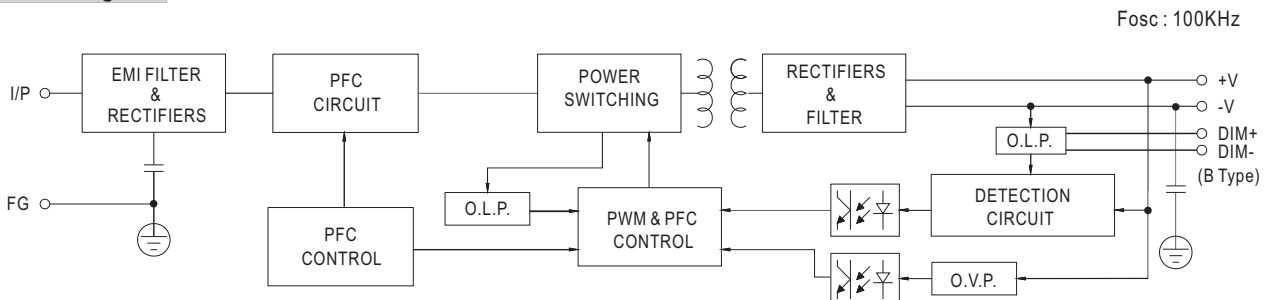 Fosc : 100KHz
I/P
EMI FILTER
&
RECTIFIERS
PFC
CIRCUIT
POWER
SWITCHING
RECTIFIERS
&
FILTER
+V
-V
O.L.P.
DIM+
DIM-
(B Type)
FG
O.L.P.
PFC
CONTROL
PWM & PFC
CONTROL
DETECTION
CIRCUIT
O.V.P.